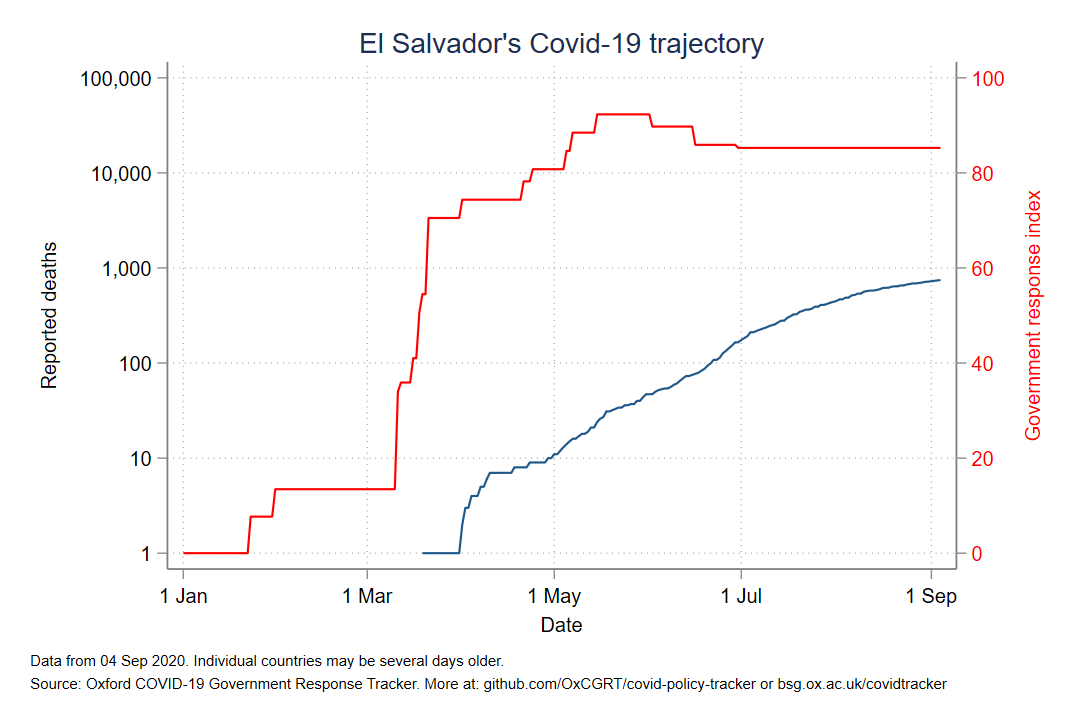 El Salvador's Covid-19 trajectory
100,000
10,000
1,000
100
10
1
Reported deaths
100
80
60
40
20
0
Government response index
1 Jan
1 Mar
1 May
1 Jul
1 Sep
Date
Data from 04 Sep 2020. Individual countries may be several days older.
Source: Oxford COVID-19 Government Response Tracker. More at: github.com/OxCGRT/covid-policy-tracker or bsg.ox.ac.uk/covidtracker